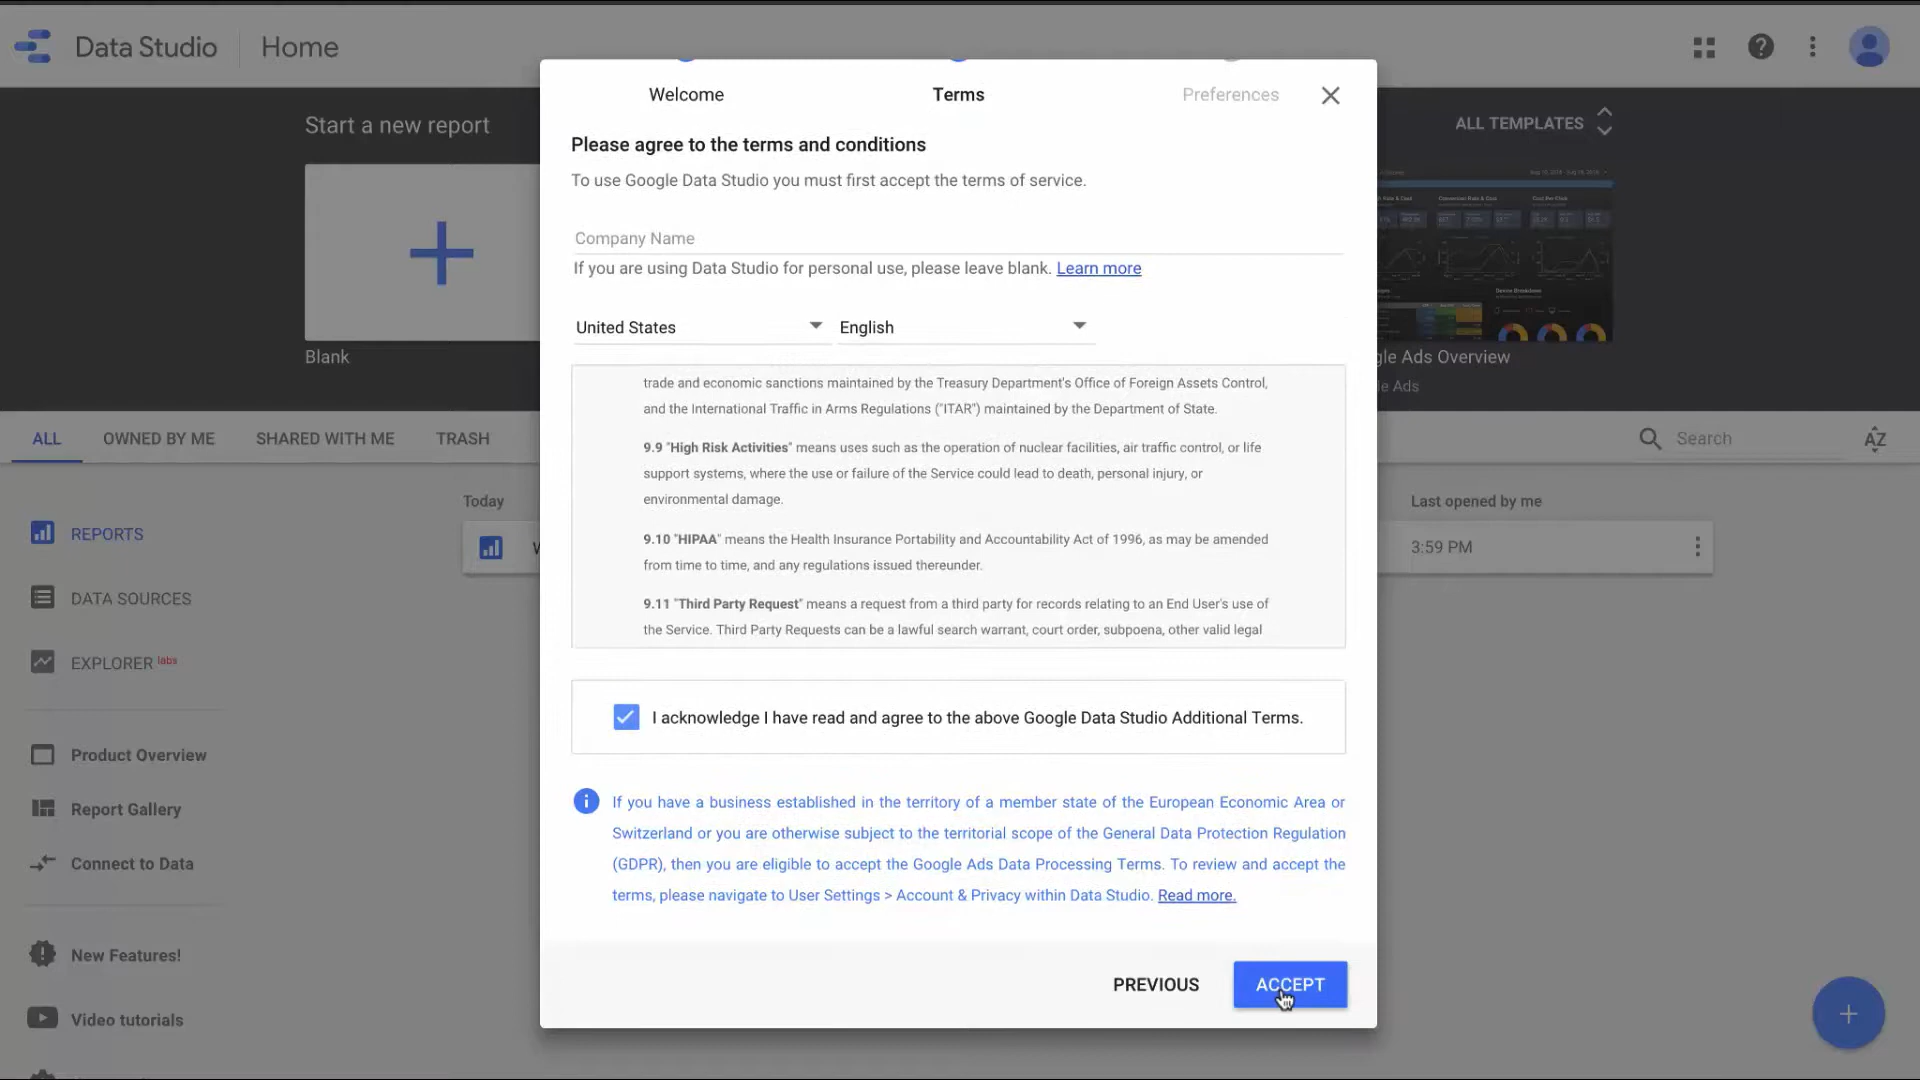 Data Studio
Home
Start a new report
Blank
ALL TEMPLATES
gle Ads Overview
le Ads
Welcome
Terms
Preferences
Please agree to the terms and conditions
To use Google Data Studio you must first accept the terms of service.
Company Name
If you are using Data Studio for personal use, please leave blank. Learn more
United States
English
trade and economic sanctions maintained by the Treasury Department's Office of Foreign Assets Control,
and the International Traffic in Arms Regulations ("ITAR") maintained by the Department of State.
9.9 "High Risk Activities" means uses such as the operation of nuclear facilities, air traffic control, or life
support systems, where the use or failure of the Service could lead to death, personal injury, or
environmental damage.
9.10 "HIPAA" means the Health Insurance Portability and Accountability Act of 1996, as may be amended
from time to time, and any regulations issued thereunder.
9.11 "Third Party Request" means a request from a third party for records relating to an End User's use of
the Service. Third Party Requests can be a lawful search warrant, court order, subpoena, other valid legal
I acknowledge I have read and agree to the above Google Data Studio Additional Terms.
If you have a business established in the territory of a member state of the European Economic Area or
Switzerland or you are otherwise subject to the territorial scope of the General Data Protection Regulation
(GDPR), then you are eligible to accept the Google Ads Data Processing Terms. To review and accept the
terms, please navigate to User Settings > Account & Privacy within Data Studio. Read more.
PREVIOUS
ACCEPT
ALL
OWNED BY ME
SHARED WITH ME
TRASH
Search
AZ
Today
Last opened by me
3:59 PM
REPORTS
DATA SOURCES
EXPLORER labs
Product Overview
Report Gallery
Connect to Data
New Features!
Video tutorials